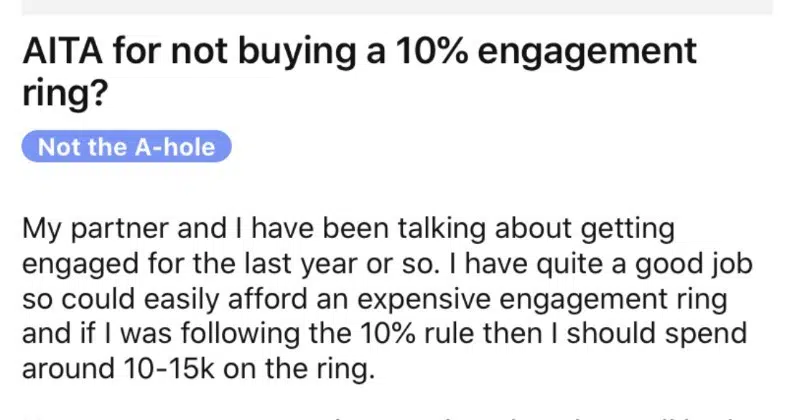 AITA for not buying a 10% engagement
ring?
Not the A-hole
My partner and I have been talking about getting
engaged for the last year or so. I have quite a good job
so could easily afford an expensive engagement ring
and if I was following the 10% rule then I should spend
around 10-15k on the ring.